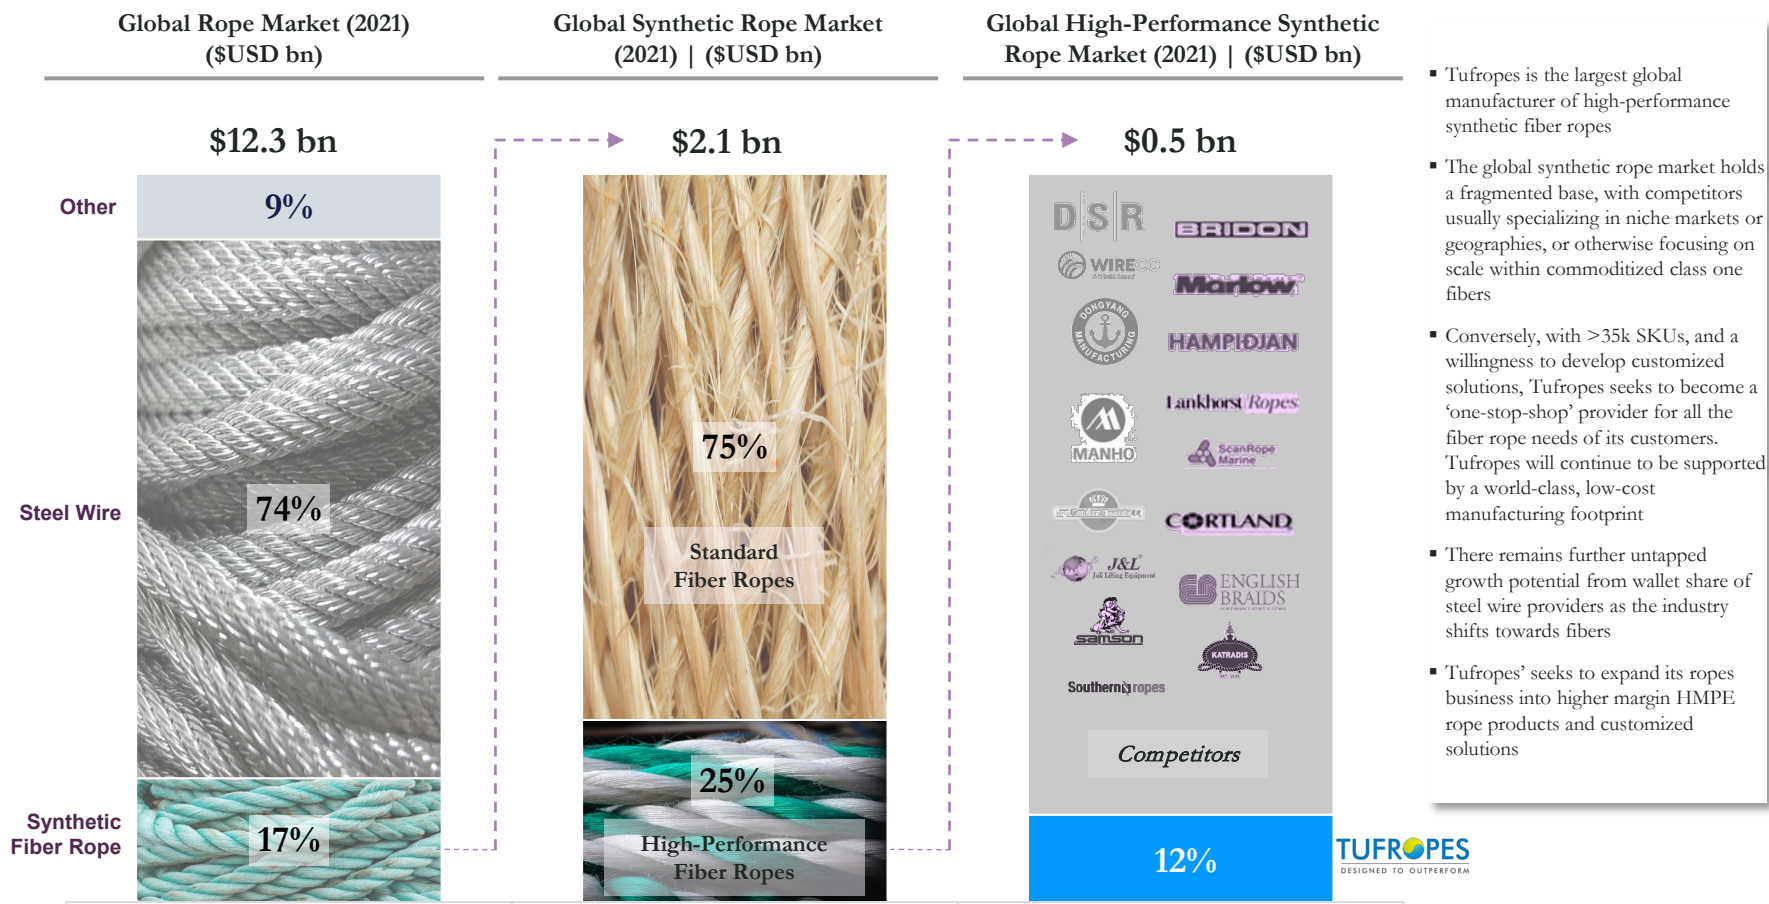 Global Rope Market (2021)
($USD bn)
$12.3 bn
Other
9%
Steel Wire
74%
Synthetic
Fiber Rope
17%
Global Synthetic Rope Market
(2021) | ($USD bn)
$2.1 bn
75%
Standard
Fiber Ropes
25%
High-Performance
Fiber Ropes
Global High-Performance Synthetic
Rope Market (2021) | ($USD bn)
$0.5 bn
DSR
BRIDON
WIRECO
Marlow
DONGYANG
MANUFACTURING
HAMPIDJAN
MANHO
Lankhorst Ropes
ScanRope
Marine
CORTLAND
J&L
Juli Lifting Equipment
ENGLISH
BRAIDS
samson
KATRADIS
Southern ropes
Competitors
12%
TUFROPES
DESIGNED TO OUTPERFORM
▪ Tufropes is the largest global
manufacturer of high-performance
synthetic fiber ropes
▪ The global synthetic rope market holds
a fragmented base, with competitors
usually specializing in niche markets or
geographies, or otherwise focusing on
scale within commoditized class one
fibers
▪ Conversely, with >35k SKUs, and a
willingness to develop customized
solutions, Tufropes seeks to become a
‘one-stop-shop’ provider for all the
fiber rope needs of its customers.
Tufropes will continue to be supported
by a world-class, low-cost
manufacturing footprint
▪ There remains further untapped
growth potential from wallet share of
steel wire providers as the industry
shifts towards fibers
▪ Tufropes’ seeks to expand its ropes
business into higher margin HMPE
rope products and customized
solutions